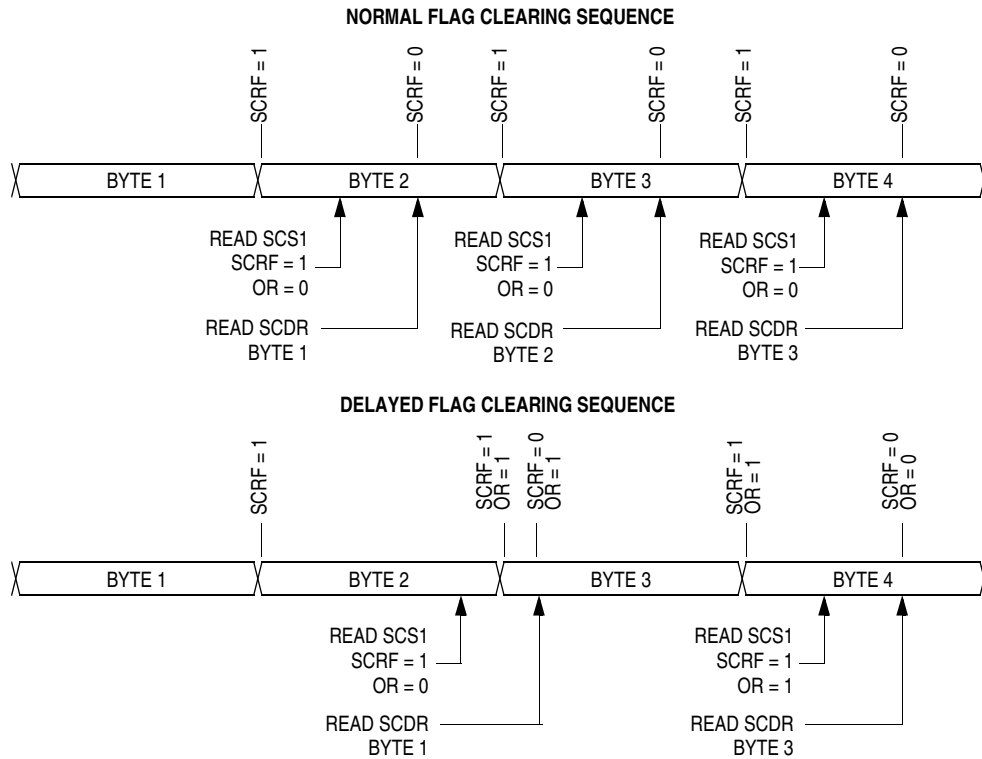 NORMAL FLAG CLEARING SEQUENCE
SCRF = 1
SCRF = 0
SCRF = 1
SCRF = 0
SCRF = 1
SCRF = 0
BYTE 1
BYTE 2
BYTE 3
BYTE 4
READ SCS1
SCRF = 1
OR = 0
READ SCS1
SCRF = 1
OR = 0
READ SCS1
SCRF = 1
OR = 0
READ SCDR
BYTE 1
READ SCDR
BYTE 2
READ SCDR
BYTE 3
DELAYED FLAG CLEARING SEQUENCE
SCRF = 1
SCRF = 1
OR = 1
SCRF = 0
OR = 1
SCRF = 1
OR = 1
SCRF = 0
OR = 0
BYTE 1
BYTE 2
BYTE 3
BYTE 4
READ SCS1
SCRF = 1
OR = 0
READ SCS1
SCRF = 1
OR = 1
READ SCDR
BYTE 1
READ SCDR
BYTE 3